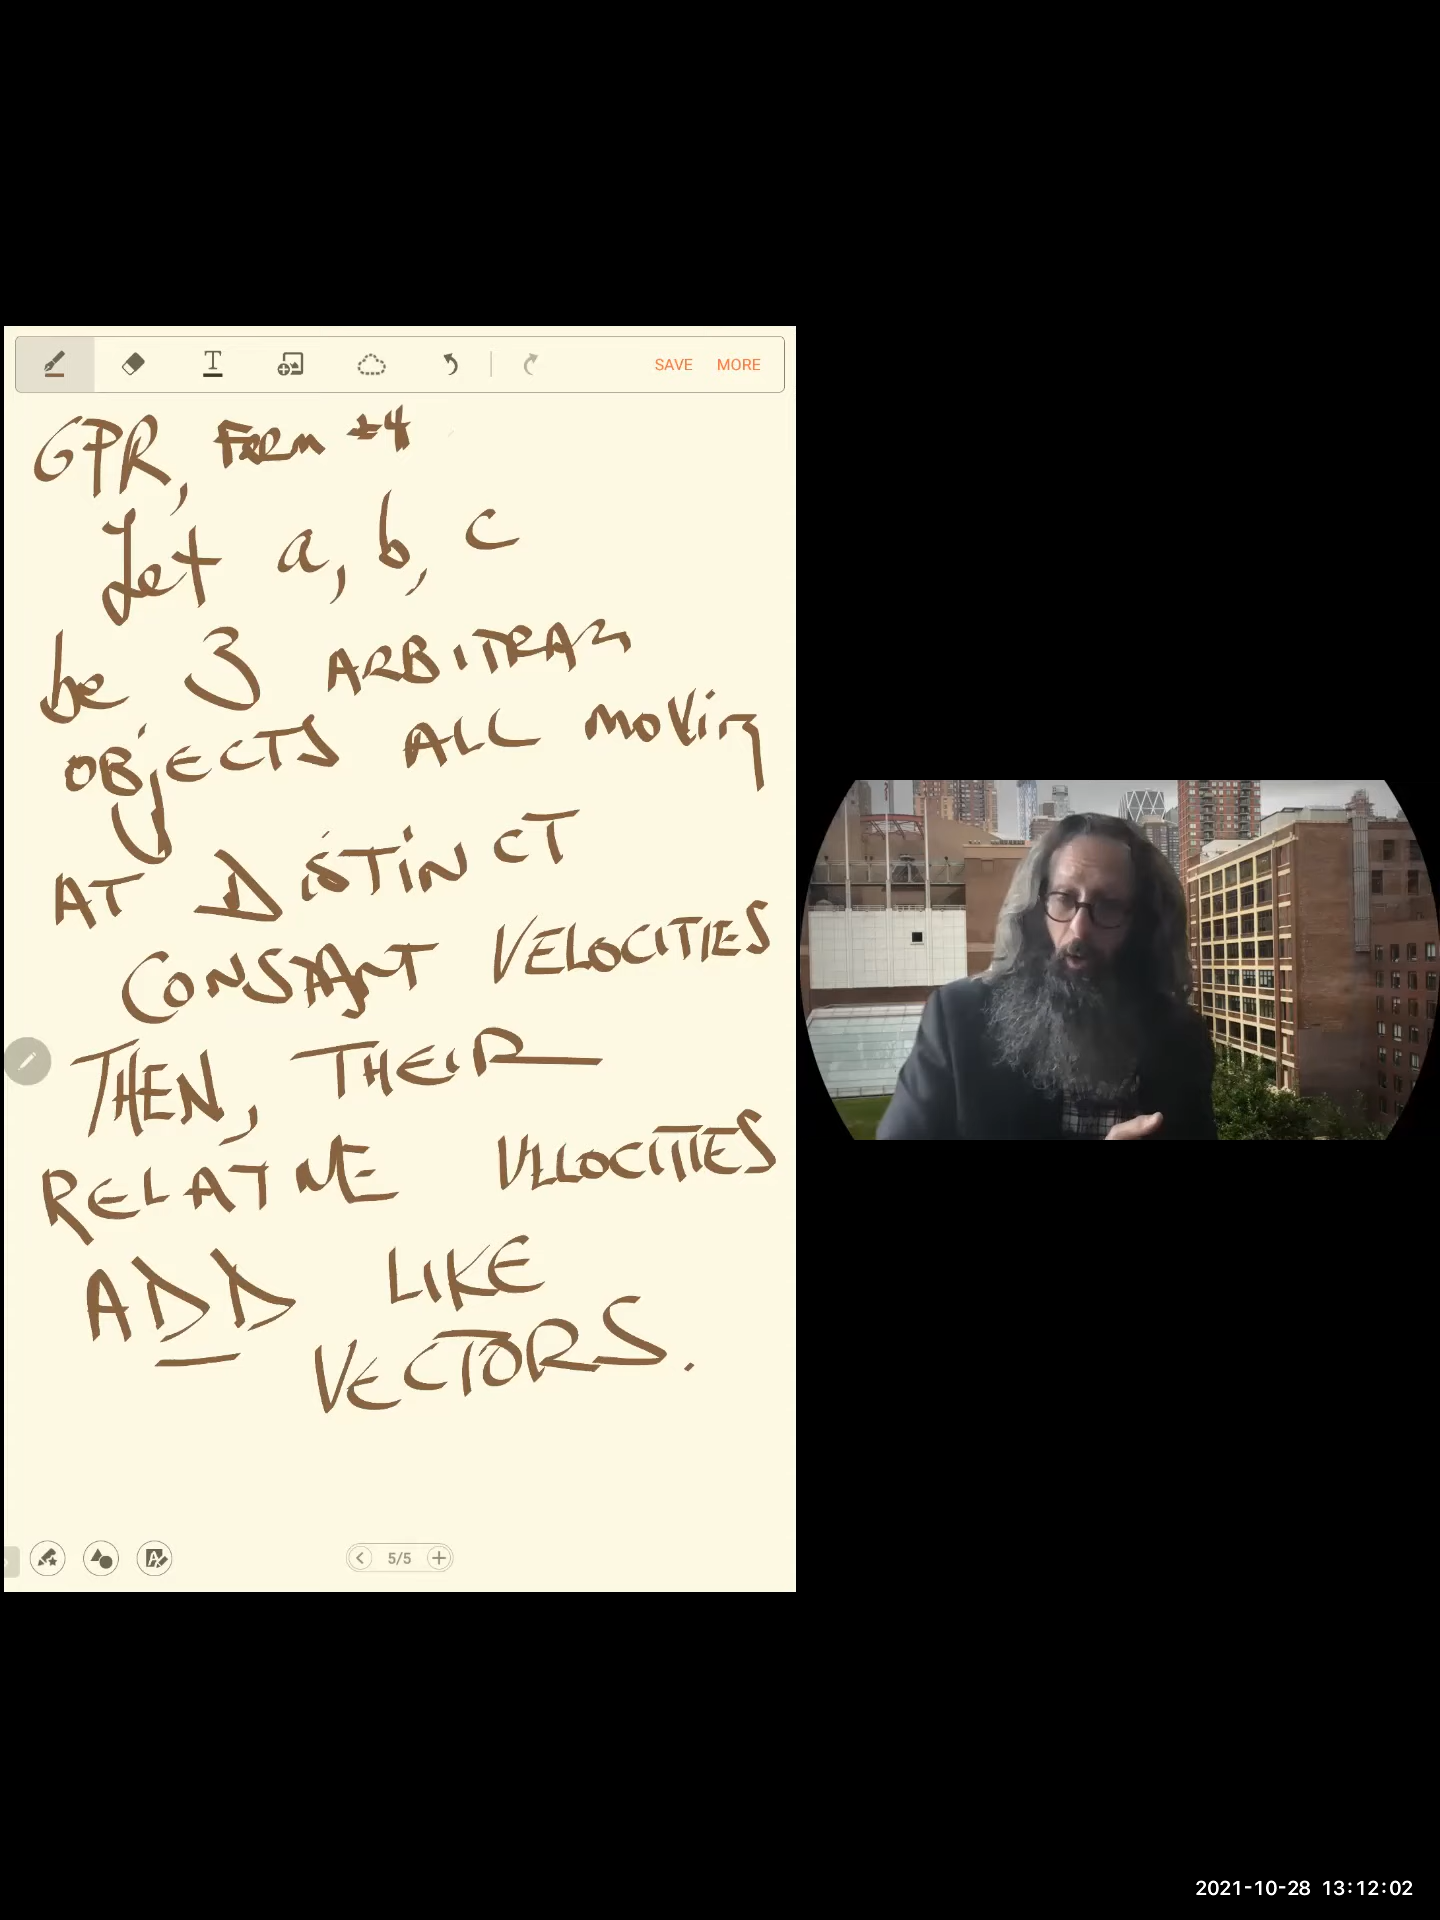 SAVE MORE
GPR, FORM #4
Let a, b, c
be 3 ARBITRARY
OBJECTS ALL moving
AT DISTINCT
CONSTANT VELOCITIES
THEN, THEIR
RELATIVE VELOCITIES
ADD LIKE
VECTORS.
5/5
2021-10-28 13:12:02